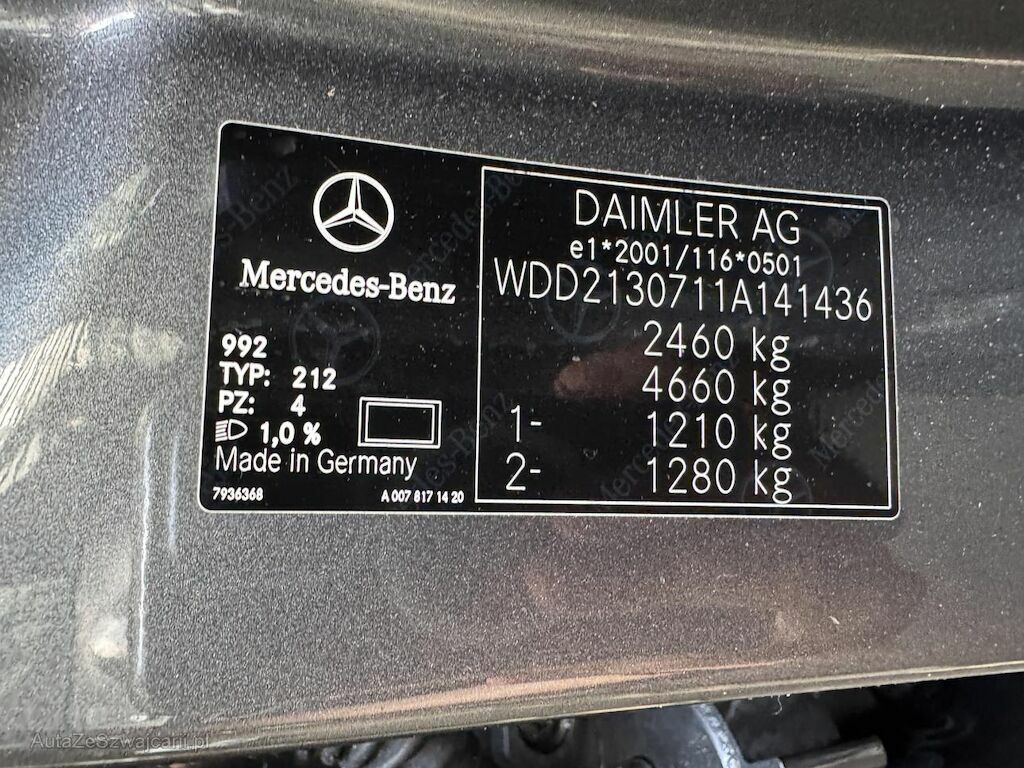 Mercedes-Benz
992
TYP: 212
PZ: 4
1,0 %
Made in Germany
7936368
A 007 817 14 20
DAIMLER AG
e1*2001/116*0501
WDD2130711A141436
2460 kg
4660 kg
1- 1210 kg
2- 1280 kg
AutaZeSzwajcarii.pl